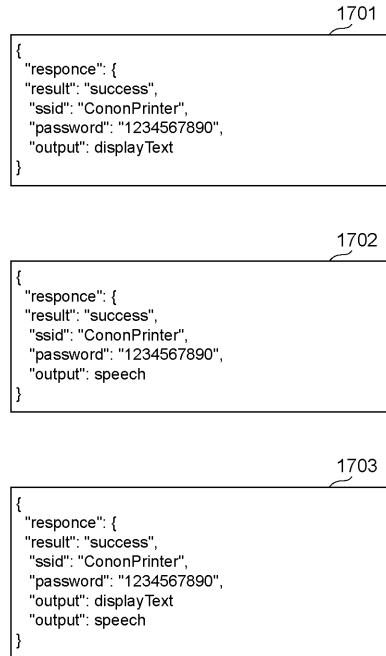 1701
{
"responce": {
"result": "success",
"ssid": "CononPrinter",
"password": "1234567890",
"output": displayText
}
1702
{
"responce": {
"result": "success",
"ssid": "CononPrinter",
"password": "1234567890",
"output": speech
}
1703
{
"responce": {
"result": "success",
"ssid": "CononPrinter",
"password": "1234567890",
"output": displayText
"output": speech
}